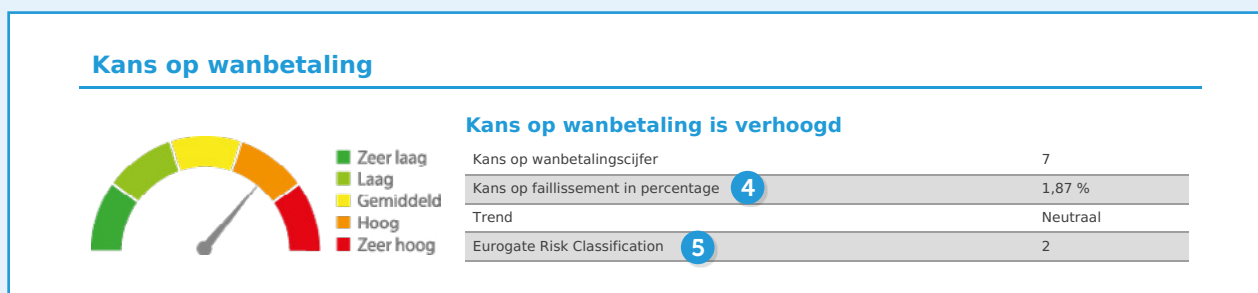 Kans op wanbetaling
Zeer laag
Laag
Gemiddeld
Hoog
Zeer hoog
Kans op wanbetaling is verhoogd
Kans op wanbetalingscijfer 7
Kans op faillissement in percentage 4 1,87 %
Trend Neutraal
Eurogate Risk Classification 5 2